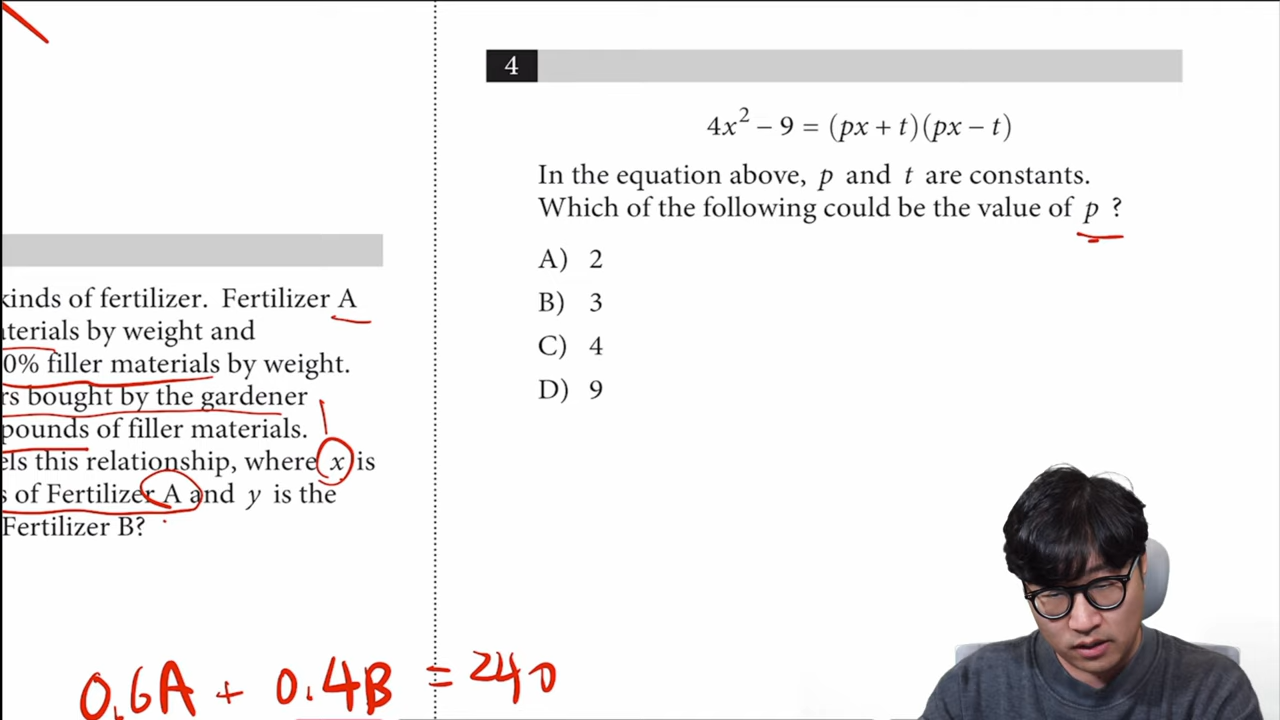 kinds of fertilizer. Fertilizer A
aterials by weight and
0% filler materials by weight.
rs bought by the gardener
pounds of filler materials.
els this relationship, where x is
s of Fertilizer A and y is the
Fertilizer B?
0.6A + 0.4B = 240
4
4x² − 9 = (px + t)(px − t)
In the equation above, p and t are constants.
Which of the following could be the value of p ?
A) 2
B) 3
C) 4
D) 9